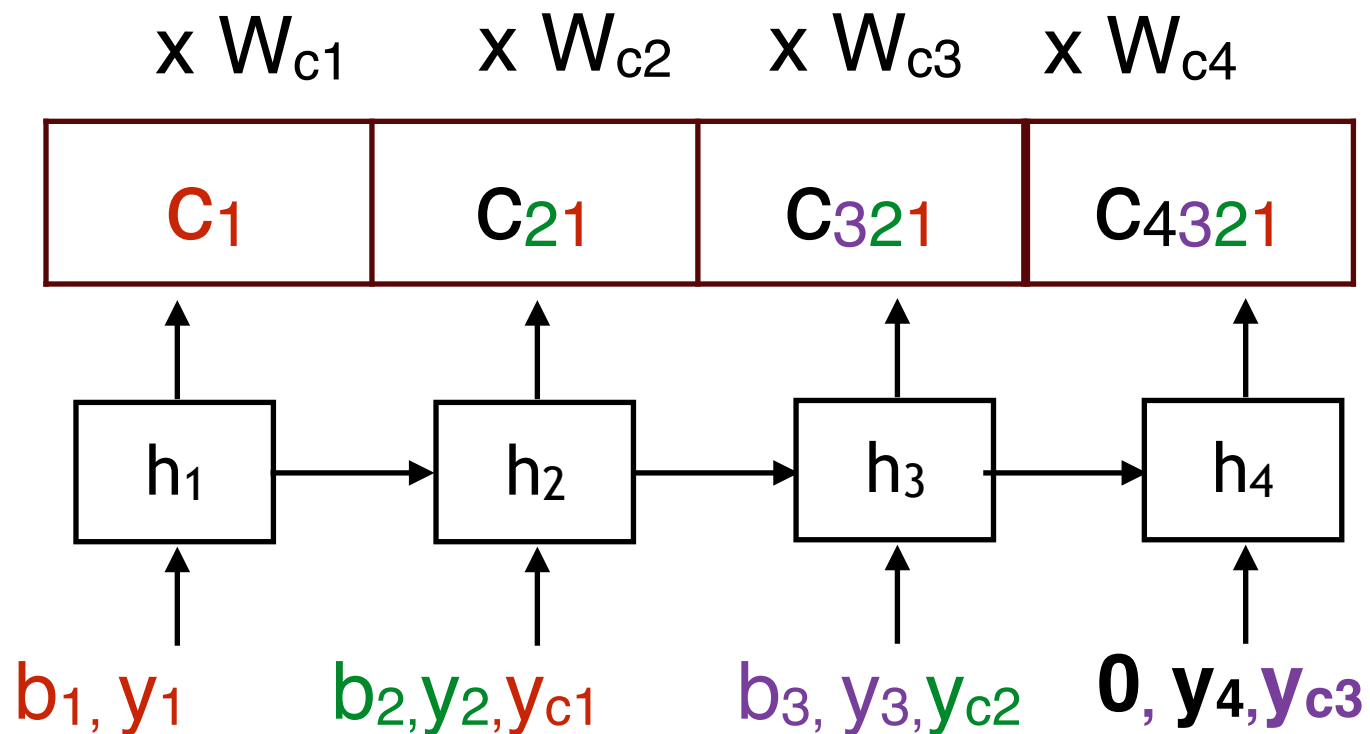 x Wc1 x Wc2 x Wc3 x Wc4
c1 c21 c321 c4321
h1 h2 h3 h4
b1, y1 b2,y2,yc1 b3, y3,yc2 0, y4,yc3